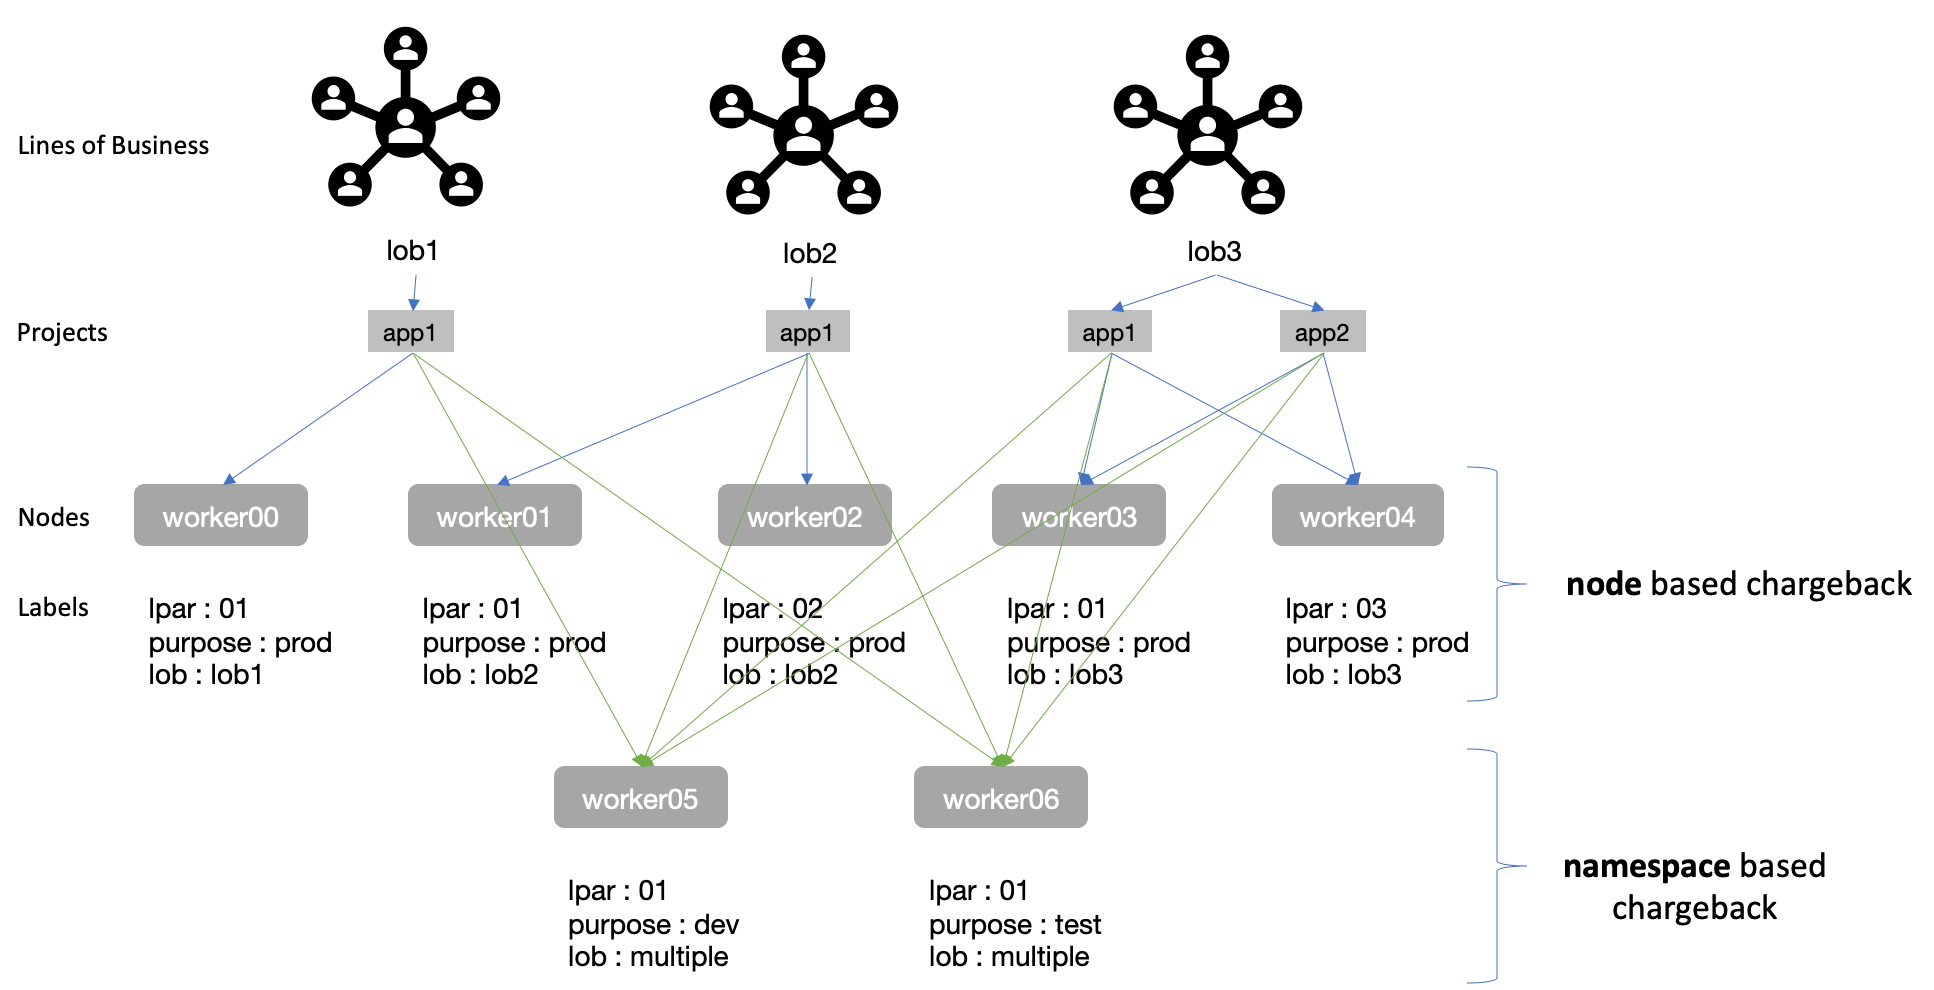 Lines of Business
lob1
lob2
lob3
Projects
app1
app1
app1
app2
Nodes
worker00
worker01
worker02
worker03
worker04
Labels
lpar : 01
purpose : prod
lob : lob1
lpar : 01
purpose : prod
lob : lob2
lpar : 02
purpose : prod
lob : lob2
lpar : 01
purpose : prod
lob : lob3
lpar : 03
purpose : prod
lob : lob3
node based chargeback
worker05
worker06
lpar : 01
purpose : dev
lob : multiple
lpar : 01
purpose : test
lob : multiple
namespace based
chargeback